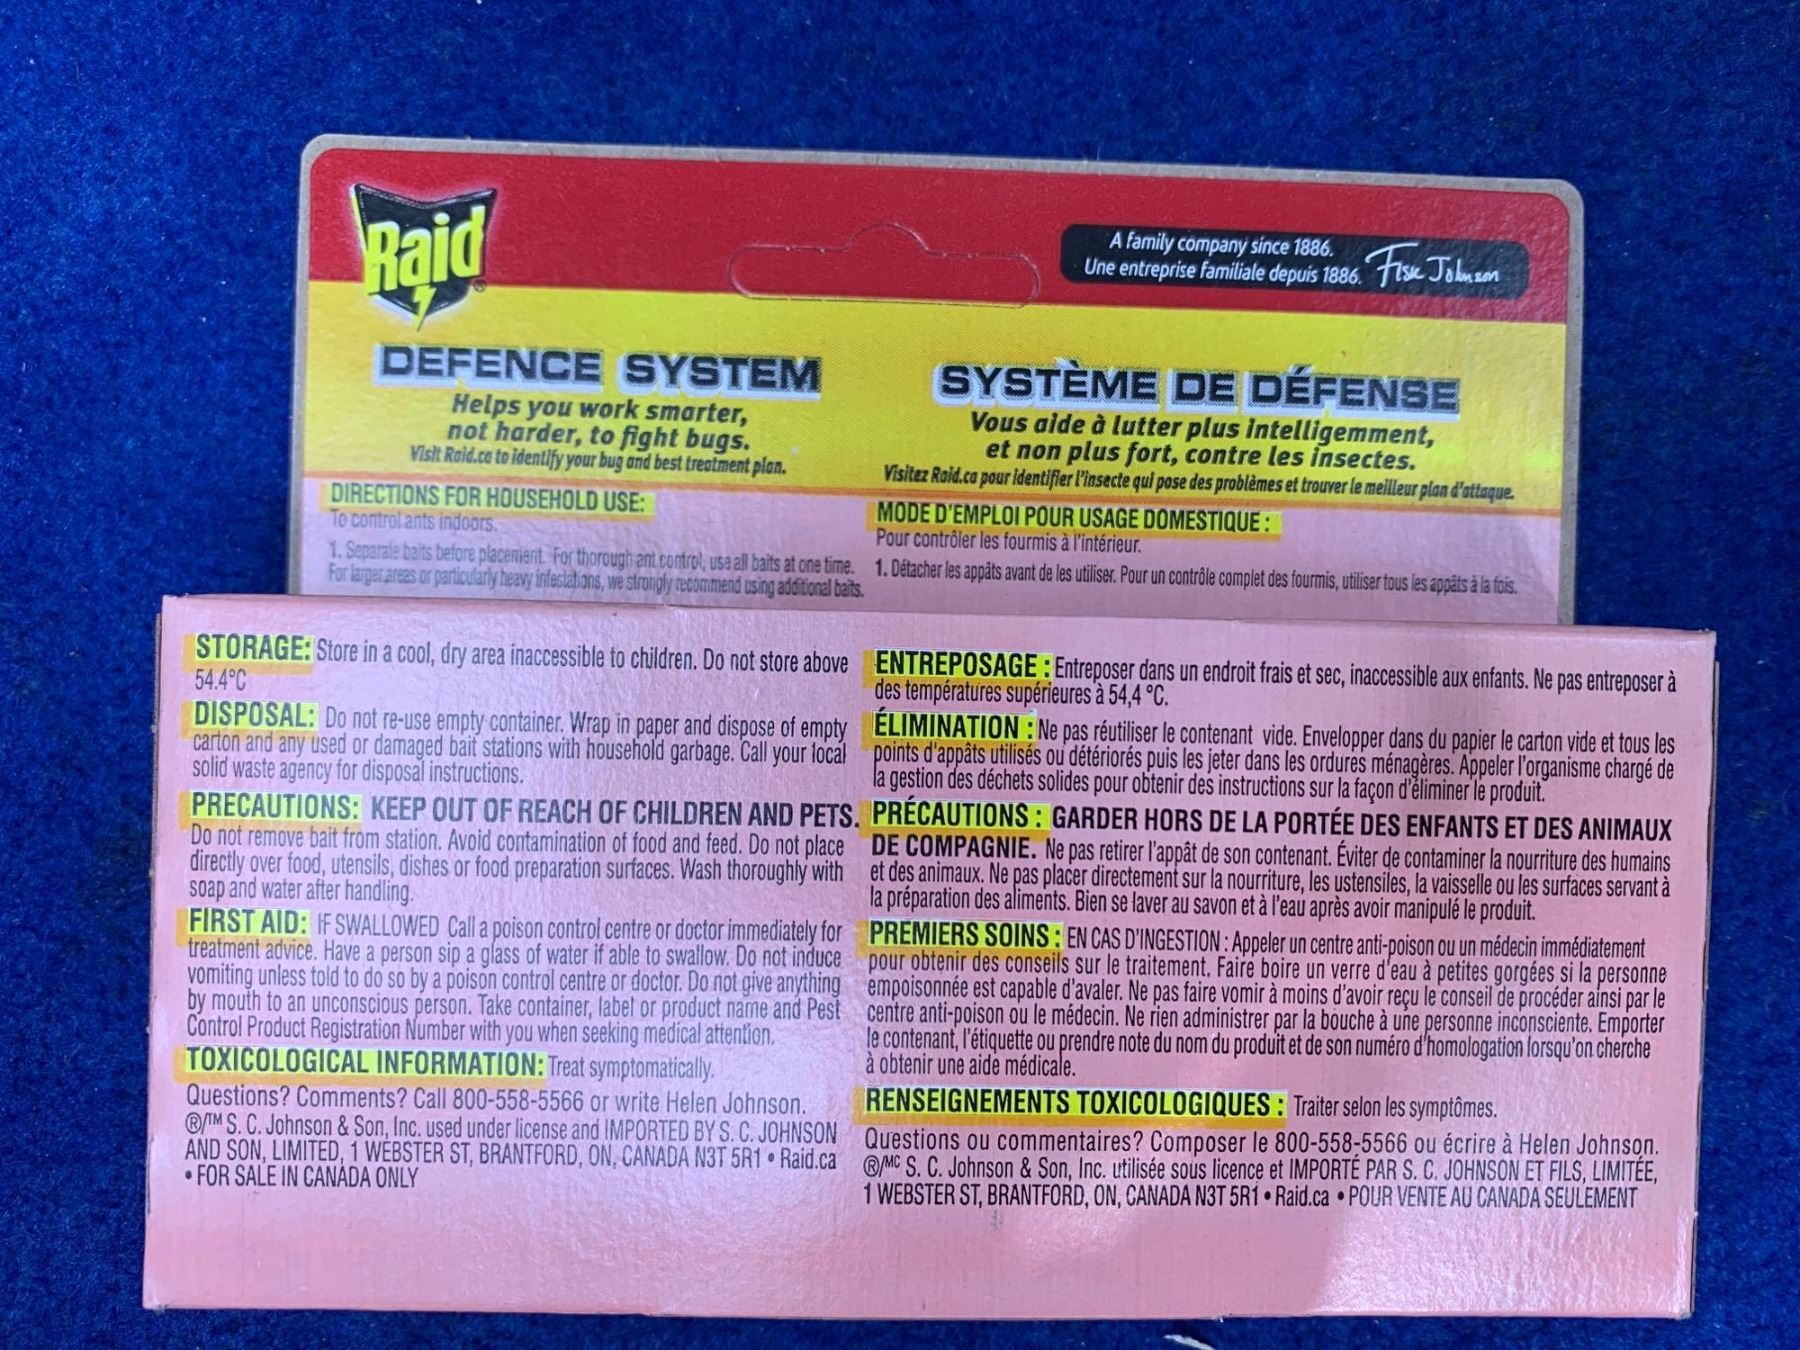 Raid®
A family company since 1886.
Une entreprise familiale depuis 1886.
Fisk Johnson
DEFENCE SYSTEM
Helps you work smarter,
not harder, to fight bugs.
Visit Raid.ca to identify your bug and best treatment plan.
SYSTÈME DE DÉFENSE
Vous aide à lutter plus intelligemment,
et non plus fort, contre les insectes.
Visitez Raid.ca pour identifier l'insecte qui pose des problèmes et trouver le meilleur plan d'attaque.
DIRECTIONS FOR HOUSEHOLD USE:
To control ants indoors.
1. Separate baits before placement. For thorough ant control, use all baits at one time.
For larger areas or particularly heavy infestations, we strongly recommend using additional baits.
MODE D'EMPLOI POUR USAGE DOMESTIQUE :
Pour contrôler les fourmis à l'intérieur.
1. Détacher les appâts avant de les utiliser. Pour un contrôle complet des fourmis, utiliser tous les appâts à la fois.
STORAGE: Store in a cool, dry area inaccessible to children. Do not store above
54.4°C
DISPOSAL: Do not re-use empty container. Wrap in paper and dispose of empty
carton and any used or damaged bait stations with household garbage. Call your local
solid waste agency for disposal instructions.
PRECAUTIONS: KEEP OUT OF REACH OF CHILDREN AND PETS.
Do not remove bait from station. Avoid contamination of food and feed. Do not place
directly over food, utensils, dishes or food preparation surfaces. Wash thoroughly with
soap and water after handling.
FIRST AID: IF SWALLOWED Call a poison control centre or doctor immediately for
treatment advice. Have a person sip a glass of water if able to swallow. Do not induce
vomiting unless told to do so by a poison control centre or doctor. Do not give anything
by mouth to an unconscious person. Take container, label or product name and Pest
Control Product Registration Number with you when seeking medical attention.
TOXICOLOGICAL INFORMATION: Treat symptomatically.
Questions? Comments? Call 800-558-5566 or write Helen Johnson.
®/™ S. C. Johnson & Son, Inc. used under license and IMPORTED BY S. C. JOHNSON
AND SON, LIMITED, 1 WEBSTER ST, BRANTFORD, ON, CANADA N3T 5R1 • Raid.ca
• FOR SALE IN CANADA ONLY
ENTREPOSAGE : Entreposer dans un endroit frais et sec, inaccessible aux enfants. Ne pas entreposer à
des températures supérieures à 54,4 °C.
ÉLIMINATION : Ne pas réutiliser le contenant vide. Envelopper dans du papier le carton vide et tous les
points d'appâts utilisés ou détériorés puis les jeter dans les ordures ménagères. Appeler l'organisme chargé de
la gestion des déchets solides pour obtenir des instructions sur la façon d'éliminer le produit.
PRÉCAUTIONS : GARDER HORS DE LA PORTÉE DES ENFANTS ET DES ANIMAUX
DE COMPAGNIE. Ne pas retirer l'appât de son contenant. Éviter de contaminer la nourriture des humains
et des animaux. Ne pas placer directement sur la nourriture, les ustensiles, la vaisselle ou les surfaces servant à
la préparation des aliments. Bien se laver au savon et à l'eau après avoir manipulé le produit.
PREMIERS SOINS : EN CAS D'INGESTION : Appeler un centre anti-poison ou un médecin immédiatement
pour obtenir des conseils sur le traitement. Faire boire un verre d'eau à petites gorgées si la personne
empoisonnée est capable d'avaler. Ne pas faire vomir à moins d'avoir reçu le conseil de procéder ainsi par le
centre anti-poison ou le médecin. Ne rien administrer par la bouche à une personne inconsciente. Emporter
le contenant, l'étiquette ou prendre note du nom du produit et de son numéro d'homologation lorsqu'on cherche
à obtenir une aide médicale.
RENSEIGNEMENTS TOXICOLOGIQUES : Traiter selon les symptômes.
Questions ou commentaires? Composer le 800-558-5566 ou écrire à Helen Johnson.
®/MC S. C. Johnson & Son, Inc. utilisée sous licence et IMPORTÉ PAR S. C. JOHNSON ET FILS, LIMITÉE,
1 WEBSTER ST, BRANTFORD, ON, CANADA N3T 5R1 • Raid.ca • POUR VENTE AU CANADA SEULEMENT